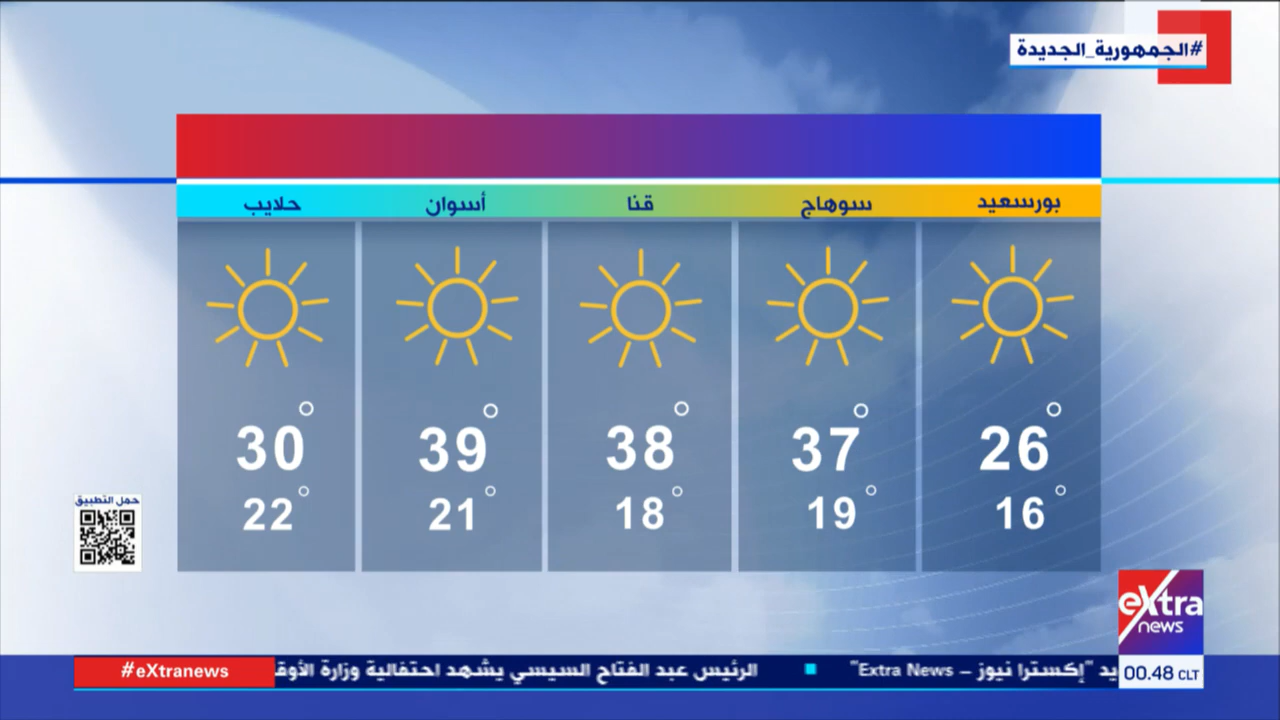 #الجمهورية_الجديدة
بورسعيد سوهاج قنا أسوان حلايب
26° 37° 38° 39° 30°
16° 19° 18° 21° 22°
حمل التطبيق
eXtra
news
يد "إكسترا نيوز – Extra News" الرئيس عبد الفتاح السيسي يشهد احتفالية وزارة
#eXtranews
00.48 CLT